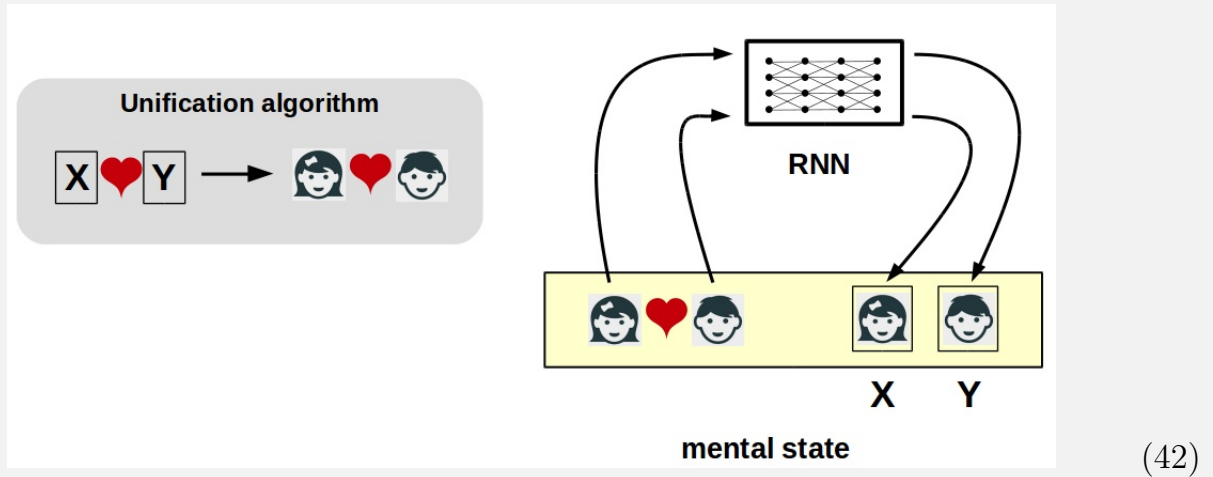 Unification algorithm
X Y
RNN
X Y
mental state
(42)